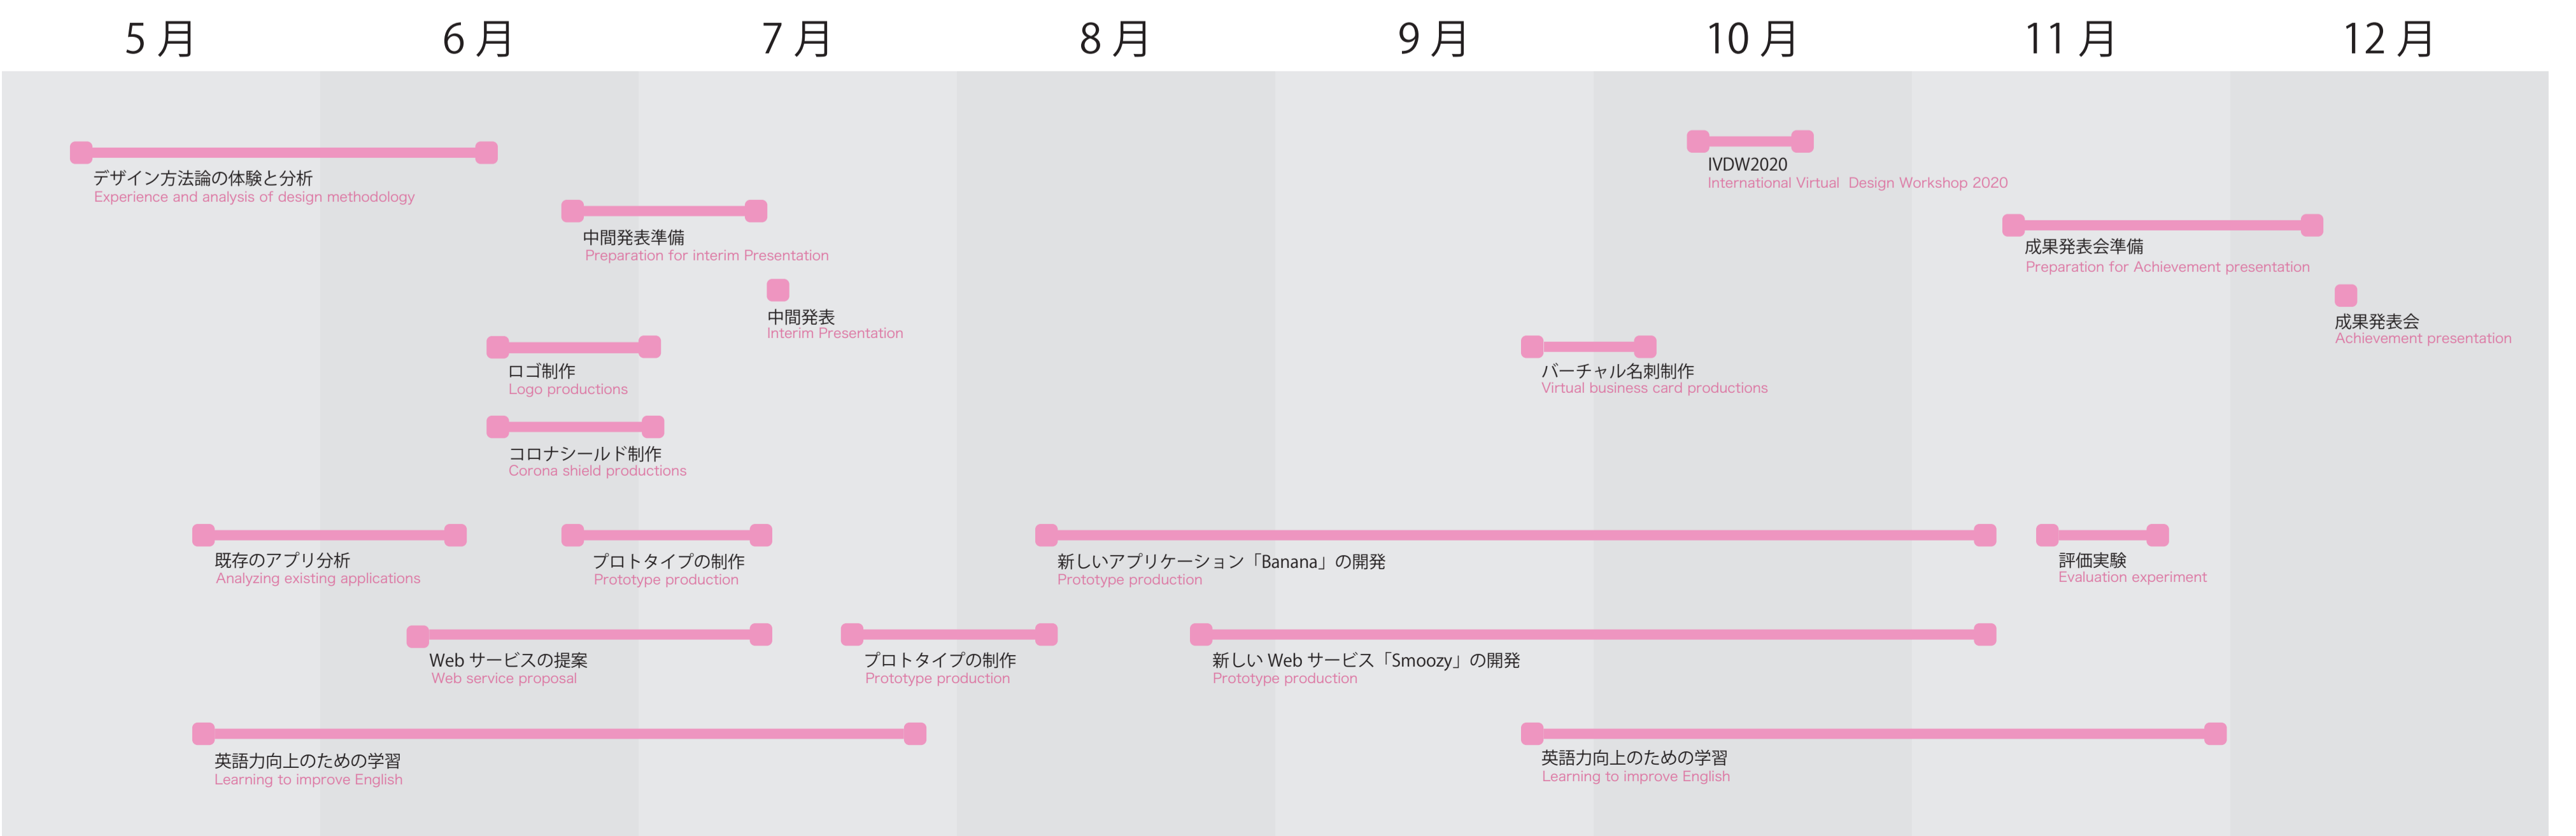 5 月
6 月
7 月
8 月
9 月
10 月
11 月
12 月
デザイン方法論の体験と分析
Experience and analysis of design methodology
IVDW2020
International Virtual  Design Workshop 2020
中間発表準備
Preparation for interim Presentation
成果発表会準備
Preparation for Achievement presentation
中間発表
Interim Presentation
成果発表会
Achievement presentation
ロゴ制作
Logo productions
バーチャル名刺制作
Virtual business card productions
コロナシールド制作
Corona shield productions
既存のアプリ分析
Analyzing existing applications
プロトタイプの制作
Prototype production
新しいアプリケーション「Banana」の開発
Prototype production
評価実験
Evaluation experiment
Web サービスの提案
Web service proposal
プロトタイプの制作
Prototype production
新しい Web サービス「Smoozy」の開発
Prototype production
英語力向上のための学習
Learning to improve English
英語力向上のための学習
Learning to improve English